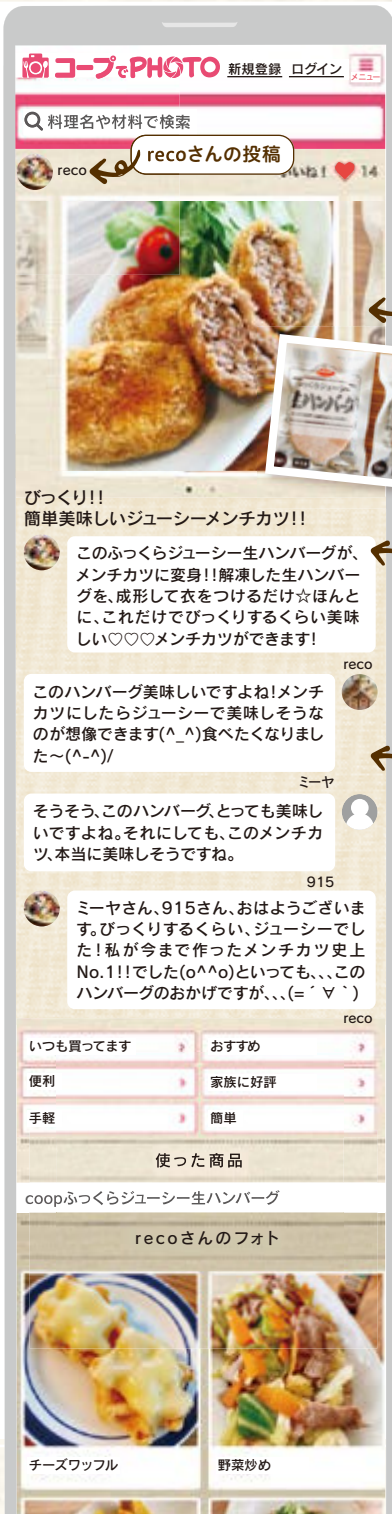 コープでPHOTO 新規登録 ログイン
メニュー
料理名や材料で検索
recoさんの投稿
reco
いいね! 14
生ハンバーグ
びっくり!!
簡単美味しいジューシーメンチカツ!!
このふっくらジューシー生ハンバーグが、
メンチカツに変身!!解凍した生ハンバー
グを、成形して衣をつけるだけ☆ほんと
に、これだけでびっくりするくらい美味
しい♡♡♡メンチカツができます!
reco
このハンバーグ美味しいですよね!メンチ
カツにしたらジューシーで美味しそうな
のが想像できます(^_^)食べたくなりまし
た〜(^-^)/
ミーヤ
そうそう、このハンバーグ、とっても美味し
いですよね。それにしても、このメンチカ
ツ、本当に美味しそうですね。
915
ミーヤさん、915さん、おはようございま
す。びっくりするくらい、ジューシーでし
た!私が今まで作ったメンチカツ史上
No.1!!でした(o^^o)といっても、、、この
ハンバーグのおかげですが、、、(=´∀`)
reco
いつも買ってます おすすめ
便利 家族に好評
手軽 簡単
使った商品
coopふっくらジューシー生ハンバーグ
recoさんのフォト
チーズワッフル 野菜炒め